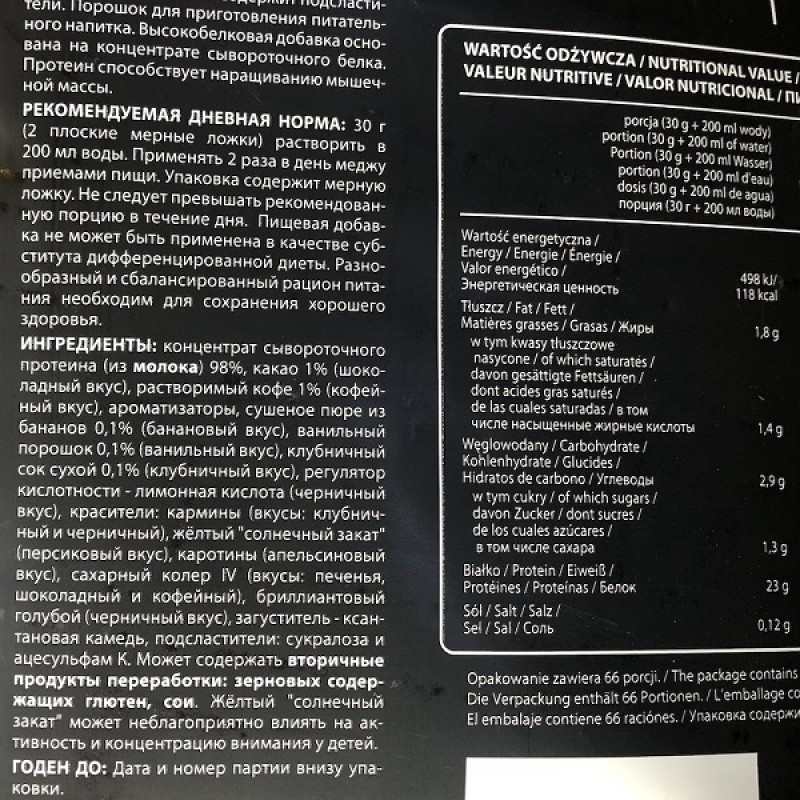 тели. Порошок для приготовления питатель-
ного напитка. Высокобелковая добавка осно-
вана на концентрате сывороточного белка.
Протеин способствует наращиванию мышеч-
ной массы.
РЕКОМЕНДУЕМАЯ ДНЕВНАЯ НОРМА: 30 г
(2 плоские мерные ложки) растворить в
200 мл воды. Применять 2 раза в день между
приемами пищи. Упаковка содержит мерную
ложку. Не следует превышать рекомендован-
ную порцию в течение дня. Пищевая добав-
ка не может быть применена в качестве суб-
ститута дифференцированной диеты. Разно-
образный и сбалансированный рацион пита-
ния необходим для сохранения хорошего
здоровья.
ИНГРЕДИЕНТЫ: концентрат сывороточного
протеина (из молока) 98%, какао 1% (шоко-
ладный вкус), растворимый кофе 1% (кофей-
ный вкус), ароматизаторы, сушеное пюре из
бананов 0,1% (банановый вкус), ванильный
порошок 0,1% (ванильный вкус), клубничный
сок сухой 0,1% (клубничный вкус), регулятор
кислотности - лимонная кислота (черничный
вкус), красители: кармины (вкусы: клубнич-
ный и черничный), жёлтый "солнечный закат"
(персиковый вкус), каротины (апельсиновый
вкус), сахарный колер IV (вкусы: печенья,
шоколадный и кофейный), бриллиантовый
голубой (черничный вкус), загуститель - ксан-
тановая камедь, подсластители: сукралоза и
ацесульфам К. Может содержать вторичные
продукты переработки: зерновых содер-
жащих глютен, сои. Жёлтый "солнечный
закат" может неблагоприятно влиять на ак-
тивность и концентрацию внимания у детей.
ГОДЕН ДО: Дата и номер партии внизу упа-
ковки.
WARTOŚĆ ODŻYWCZA / NUTRITIONAL VALUE /
VALEUR NUTRITIVE / VALOR NUTRICIONAL / ПИ
porcja (30 g + 200 ml wody)
portion (30 g + 200 ml of water)
Portion (30 g + 200 ml Wasser)
portion (30 g + 200 ml d'eau)
dosis (30 g + 200 ml de agua)
порция (30 г + 200 мл воды)
Wartość energetyczna /
Energy / Energie / Énergie /
Valor energético /
Энергетическая ценность
498 kJ/
118 kcal
Tłuszcz / Fat / Fett /
Matières grasses / Grasas / Жиры
1,8 g
w tym kwasy tłuszczowe
nasycone / of which saturates /
davon gesättigte Fettsäuren /
dont acides gras saturés /
de las cuales saturadas / в том
числе насыщенные жирные кислоты
1,4 g
Węglowodany / Carbohydrate /
Kohlenhydrate / Glucides /
Hidratos de carbono / Углеводы
2,9 g
w tym cukry / of which sugars /
davon Zucker / dont sucres /
de los cuales azúcares /
в том числе сахара
1,3 g
Białko / Protein / Eiweiß /
Protéines / Proteínas / Белок
23 g
Sól / Salt / Salz /
Sel / Sal / Соль
0,12 g
Opakowanie zawiera 66 porcji. / The package contains
Die Verpackung enthält 66 Portionen. / L'emballage co
El embalaje contiene 66 raciónes. / Упаковка содержи